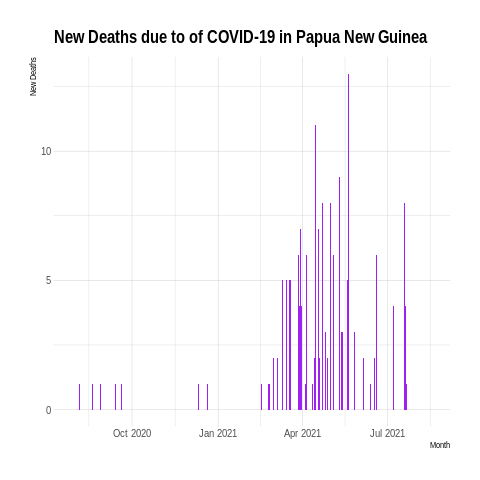 New Deaths due to of COVID-19 in Papua New Guinea
New Deaths
10
5
0
Oct 2020 Jan 2021 Apr 2021 Jul 2021
Month